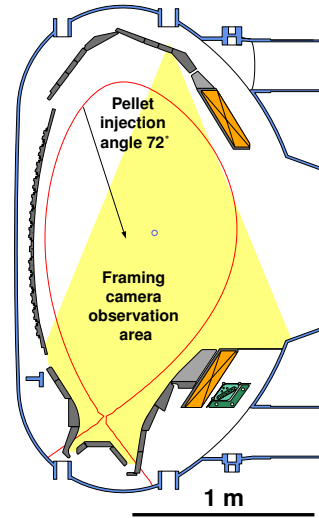 Pellet
injection
angle 72°
Framing
camera
observation
area
1 m